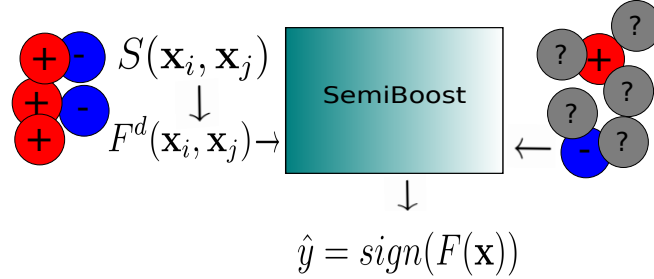 + -
+ -
+
S(x_i, x_j)
↓
F^d(x_i, x_j) →
SemiBoost
?
? +
?
? ?
-
←
↓
ŷ = sign(F(x))